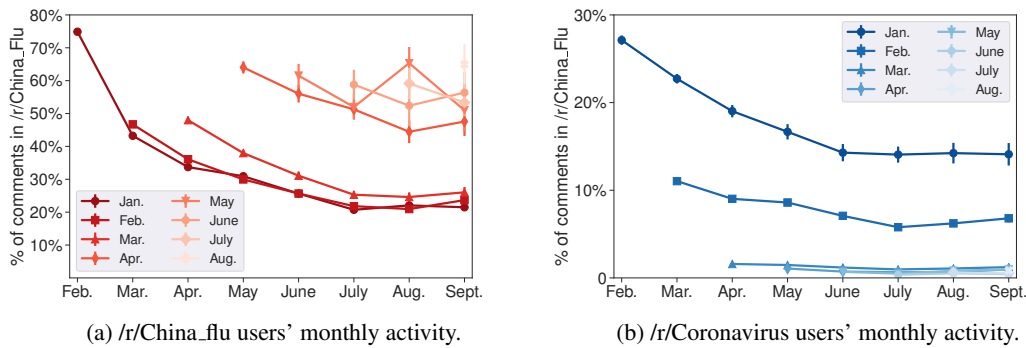 80%
70%
60%
50%
40%
30%
20%
10%
% of comments in /r/China_Flu
Jan.
Feb.
Mar.
Apr.
May
June
July
Aug.
Feb. Mar. Apr. May June July Aug. Sept.
(a) /r/China_flu users' monthly activity.
30%
20%
10%
0
% of comments in /r/China_Flu
Jan.
Feb.
Mar.
Apr.
May
June
July
Aug.
Feb. Mar. Apr. May June July Aug. Sept.
(b) /r/Coronavirus users' monthly activity.